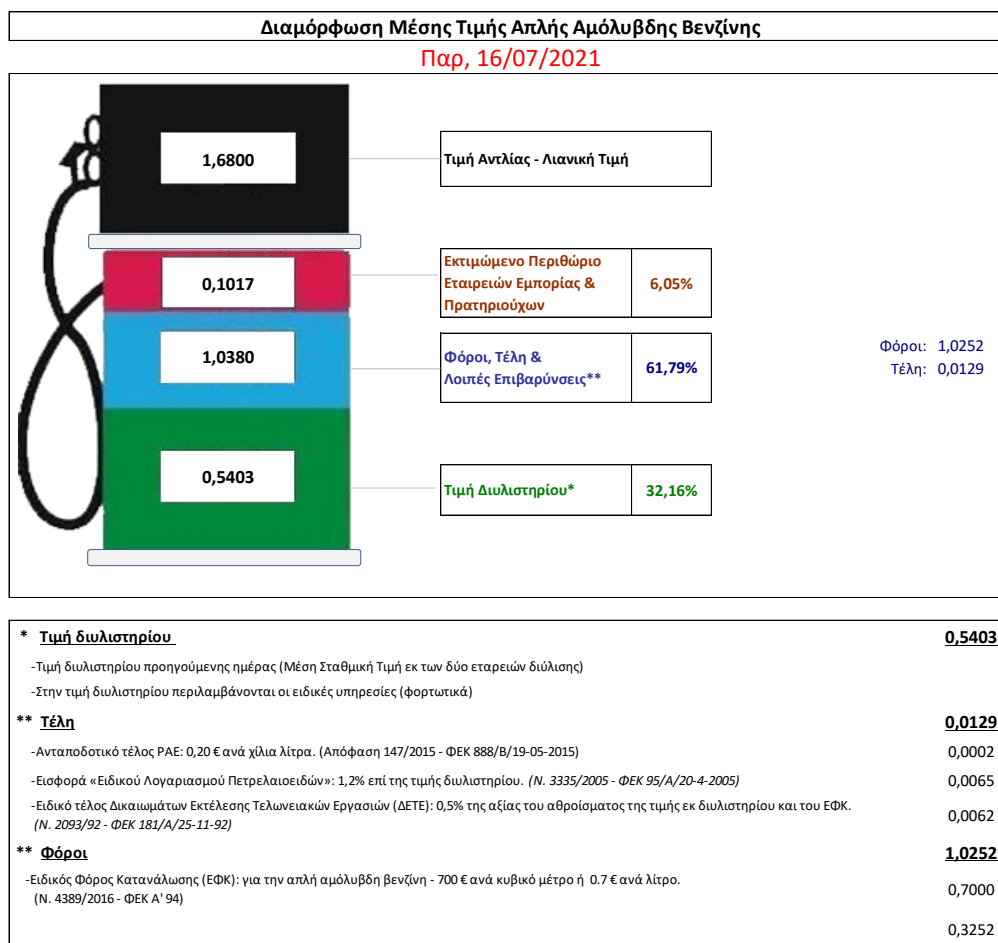 Διαμόρφωση Μέσης Τιμής Απλής Αμόλυβδης Βενζίνης
Παρ, 16/07/2021
1,6800
Τιμή Αντλίας - Λιανική Τιμή
0,1017
Εκτιμώμενο Περιθώριο
Εταιρειών Εμπορίας &
Πρατηριούχων
6,05%
1,0380
Φόροι, Τέλη &
Λοιπές Επιβαρύνσεις**
61,79%
Φόροι: 1,0252
Τέλη: 0,0129
0,5403
Τιμή Διυλιστηρίου*
32,16%
* Τιμή διυλιστηρίου 0,5403
-Τιμή διυλιστηρίου προηγούμενης ημέρας (Μέση Σταθμική Τιμή εκ των δύο εταρειών διύλισης)
-Στην τιμή διυλιστηρίου περιλαμβάνονται οι ειδικές υπηρεσίες (φορτωτικά)
** Τέλη 0,0129
-Ανταποδοτικό τέλος ΡΑΕ: 0,20 € ανά χίλια λίτρα. (Απόφαση 147/2015 - ΦΕΚ 888/Β/19-05-2015) 0,0002
-Εισφορά «Ειδικού Λογαριασμού Πετρελαιοειδών»: 1,2% επί της τιμής διυλιστηρίου. (Ν. 3335/2005 - ΦΕΚ 95/Α/20-4-2005) 0,0065
-Ειδικό τέλος Δικαιωμάτων Εκτέλεσης Τελωνειακών Εργασιών (ΔΕΤΕ): 0,5% της αξίας του αθροίσματος της τιμής εκ διυλιστηρίου και του ΕΦΚ.
(Ν. 2093/92 - ΦΕΚ 181/Α/25-11-92) 0,0062
** Φόροι 1,0252
-Ειδικός Φόρος Κατανάλωσης (ΕΦΚ): για την απλή αμόλυβδη βενζίνη - 700 € ανά κυβικό μέτρο ή 0.7 € ανά λίτρο.
(Ν. 4389/2016 - ΦΕΚ Α' 94) 0,7000
0,3252